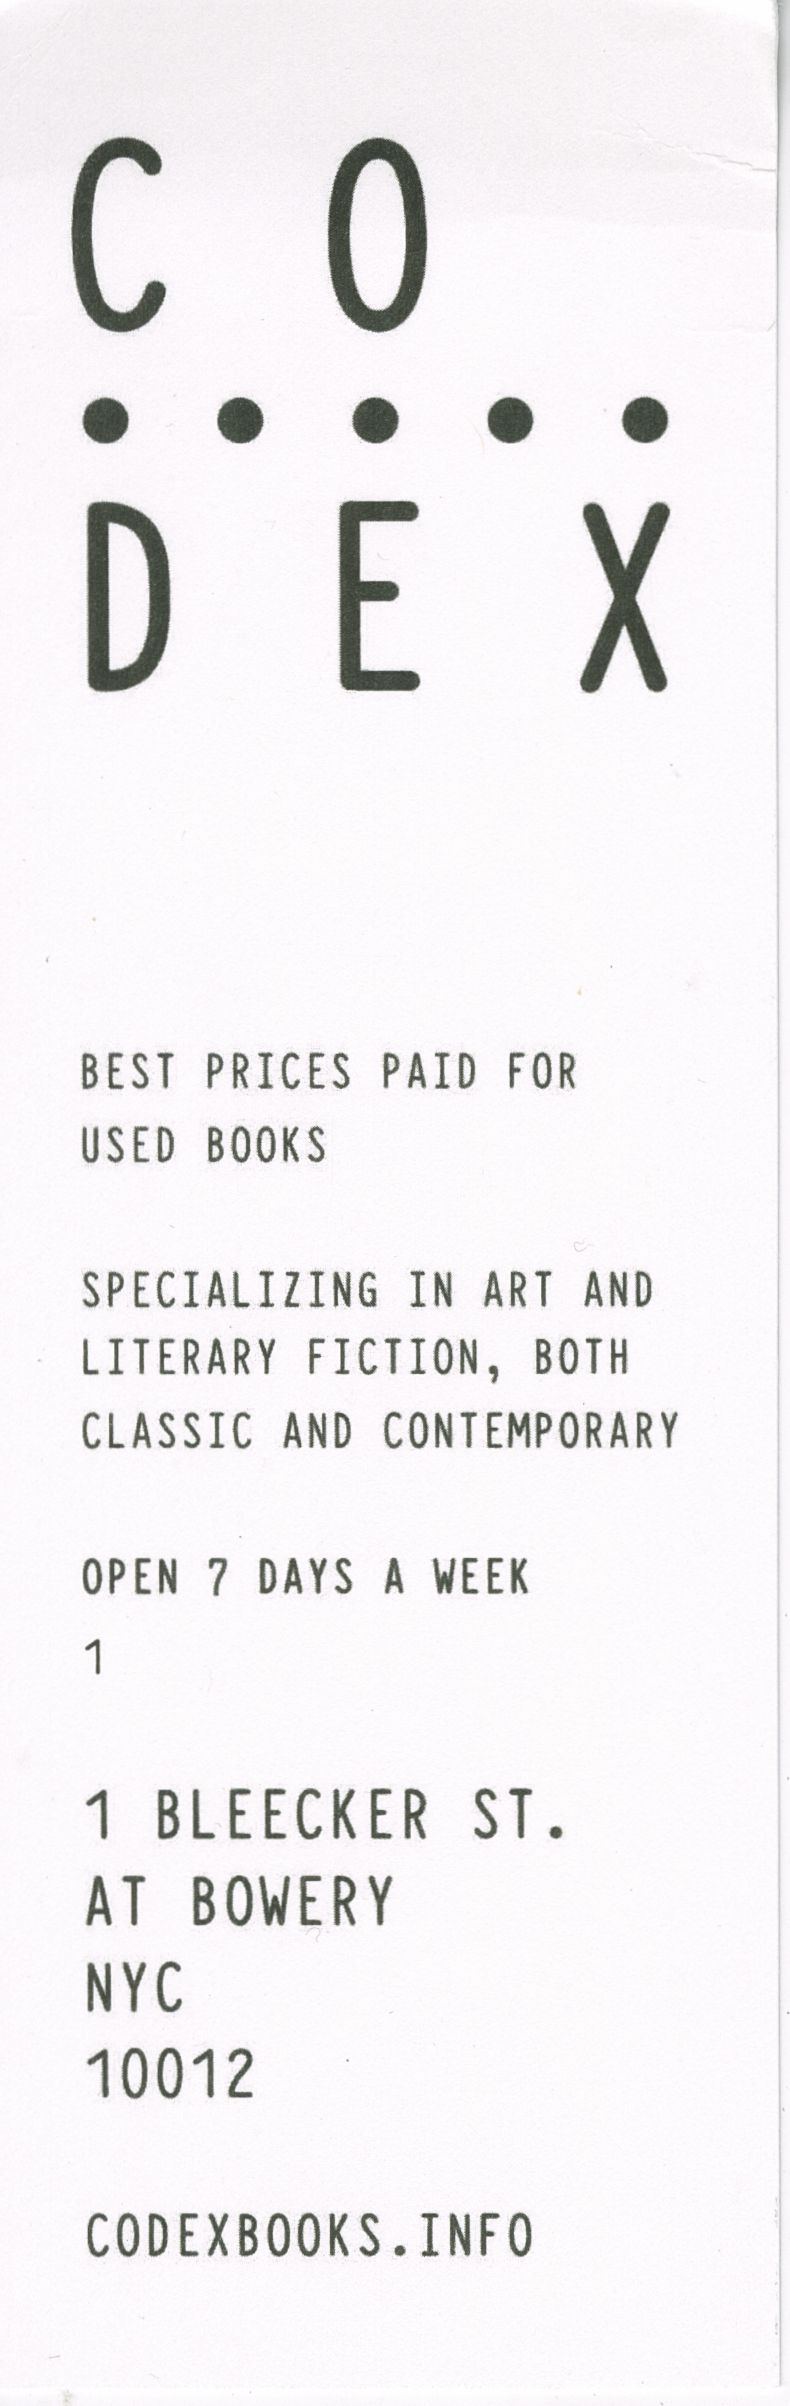 C O
• • • • •
D E X
BEST PRICES PAID FOR
USED BOOKS
SPECIALIZING IN ART AND
LITERARY FICTION, BOTH
CLASSIC AND CONTEMPORARY
OPEN 7 DAYS A WEEK
1
1 BLEECKER ST.
AT BOWERY
NYC
10012
CODEXBOOKS.INFO